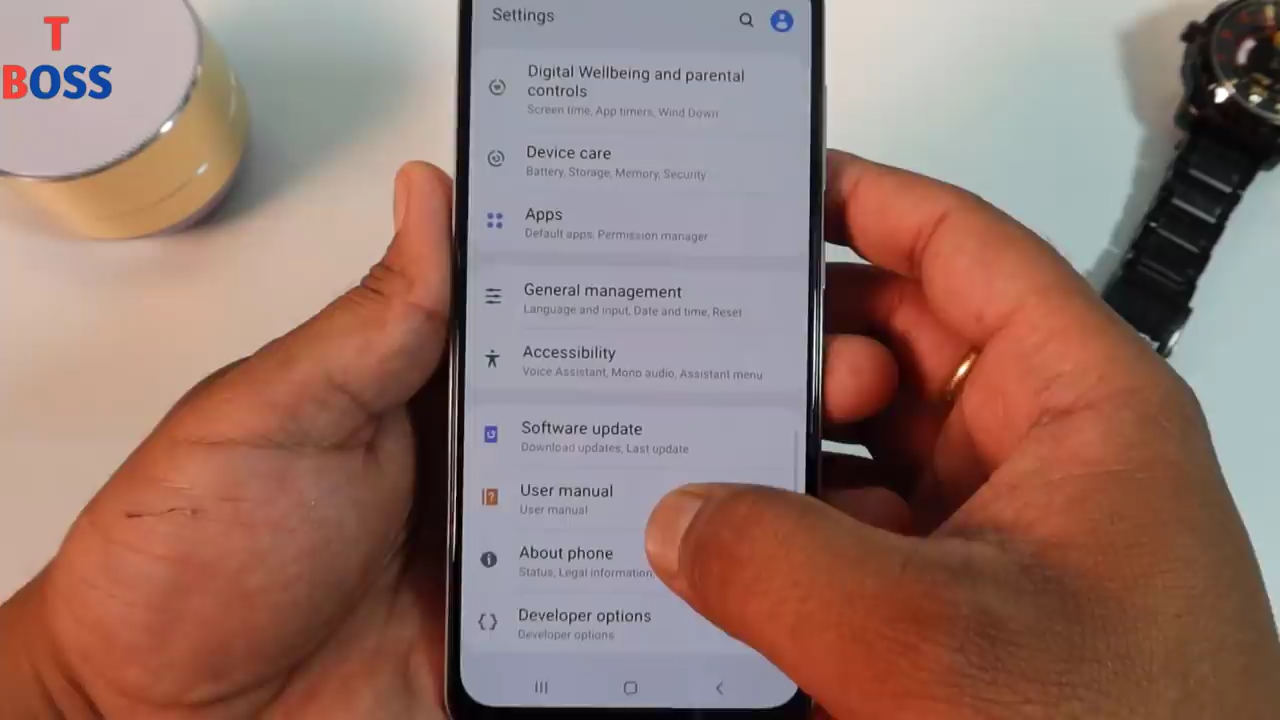 T
BOSS
Settings
Digital Wellbeing and parental
controls
Screen time, App timers, Wind Down
Device care
Battery, Storage, Memory, Security
Apps
Default apps, Permission manager
General management
Language and input, Date and time, Reset
Accessibility
Voice Assistant, Mono audio, Assistant menu
Software update
Download updates, Last update
User manual
User manual
About phone
Status, Legal information,
Developer options
Developer options